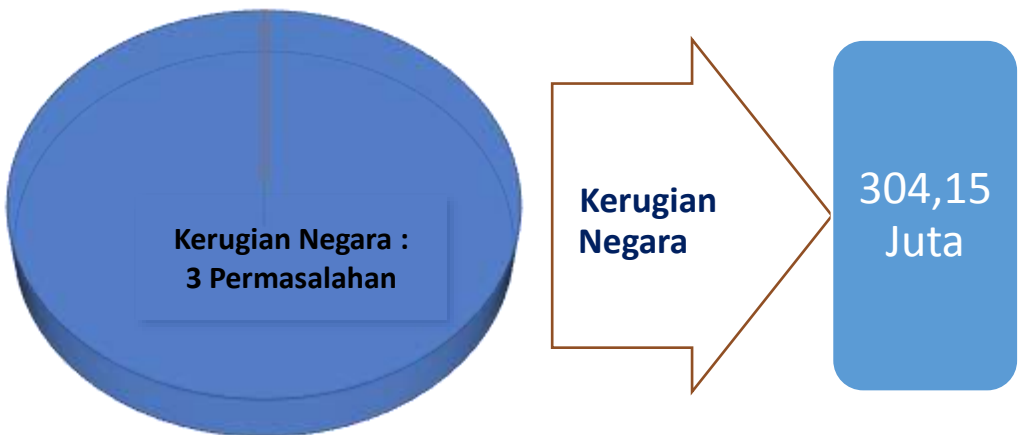 Kerugian Negara :
3 Permasalahan
Kerugian
Negara
304,15
Juta